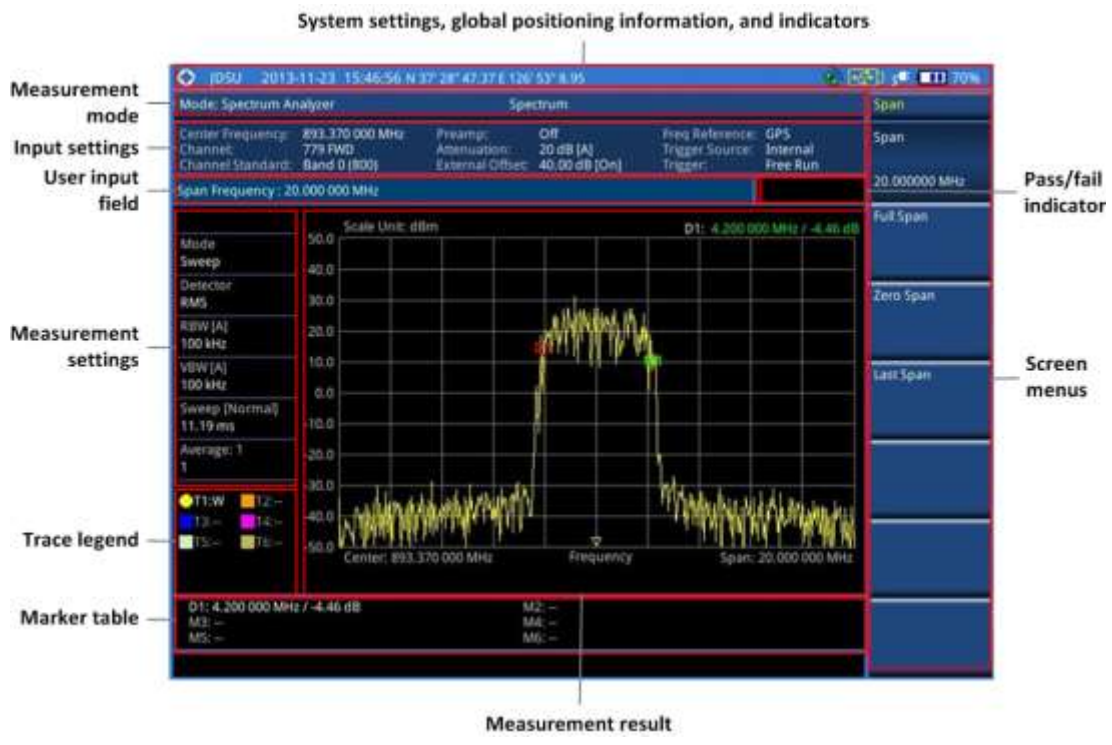 System settings, global positioning information, and indicators
JDSU 2013-11-23 15:46:56 N 37° 28" 47.37 E 126° 53" 8.95 70%
Measurement mode
Mode: Spectrum Analyzer Spectrum
Span
Input settings
Center Frequency: 893.370 000 MHz Preamp: Off Freq Reference: GPS
Channel: 779 FWD Attenuation: 20 dB [A] Trigger Source: Internal
Channel Standard: Band 0 (800) External Offset: 40.00 dB [On] Trigger: Free Run
Span
20.000000 MHz
User input field
Span Frequency : 20.000 000 MHz
Pass/fail indicator
Full Span
Zero Span
Last Span
Screen menus
Measurement settings
Mode
Sweep
Detector
RMS
RBW [A]
100 kHz
VBW [A]
100 kHz
Sweep [Normal]
11.19 ms
Average: 1
1
Scale Unit: dBm D1: 4.200 000 MHz / -4.46 dB
50.0
40.0
30.0
20.0
10.0
0.0
-10.0
-20.0
-30.0
-40.0
-50.0
Center: 893.370 000 MHz Frequency Span: 20.000 000 MHz
Trace legend
T1:W T2:--
T3:-- T4:--
T5:-- T6:--
Marker table
D1: 4.200 000 MHz / -4.46 dB M2: --
M3: -- M4: --
M5: -- M6: --
Measurement result